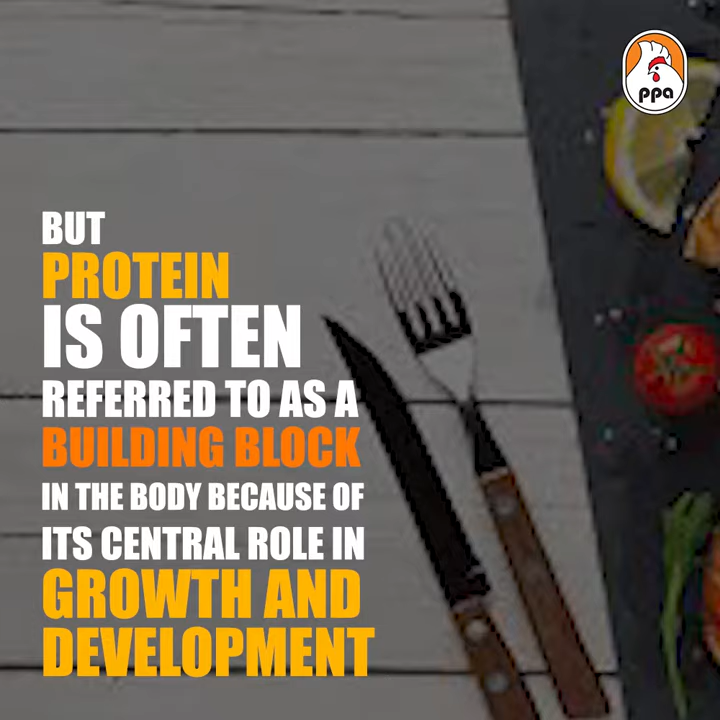 ppa
BUT
PROTEIN
IS OFTEN
REFERRED TO AS A
BUILDING BLOCK
IN THE BODY BECAUSE OF
ITS CENTRAL ROLE IN
GROWTH AND
DEVELOPMENT